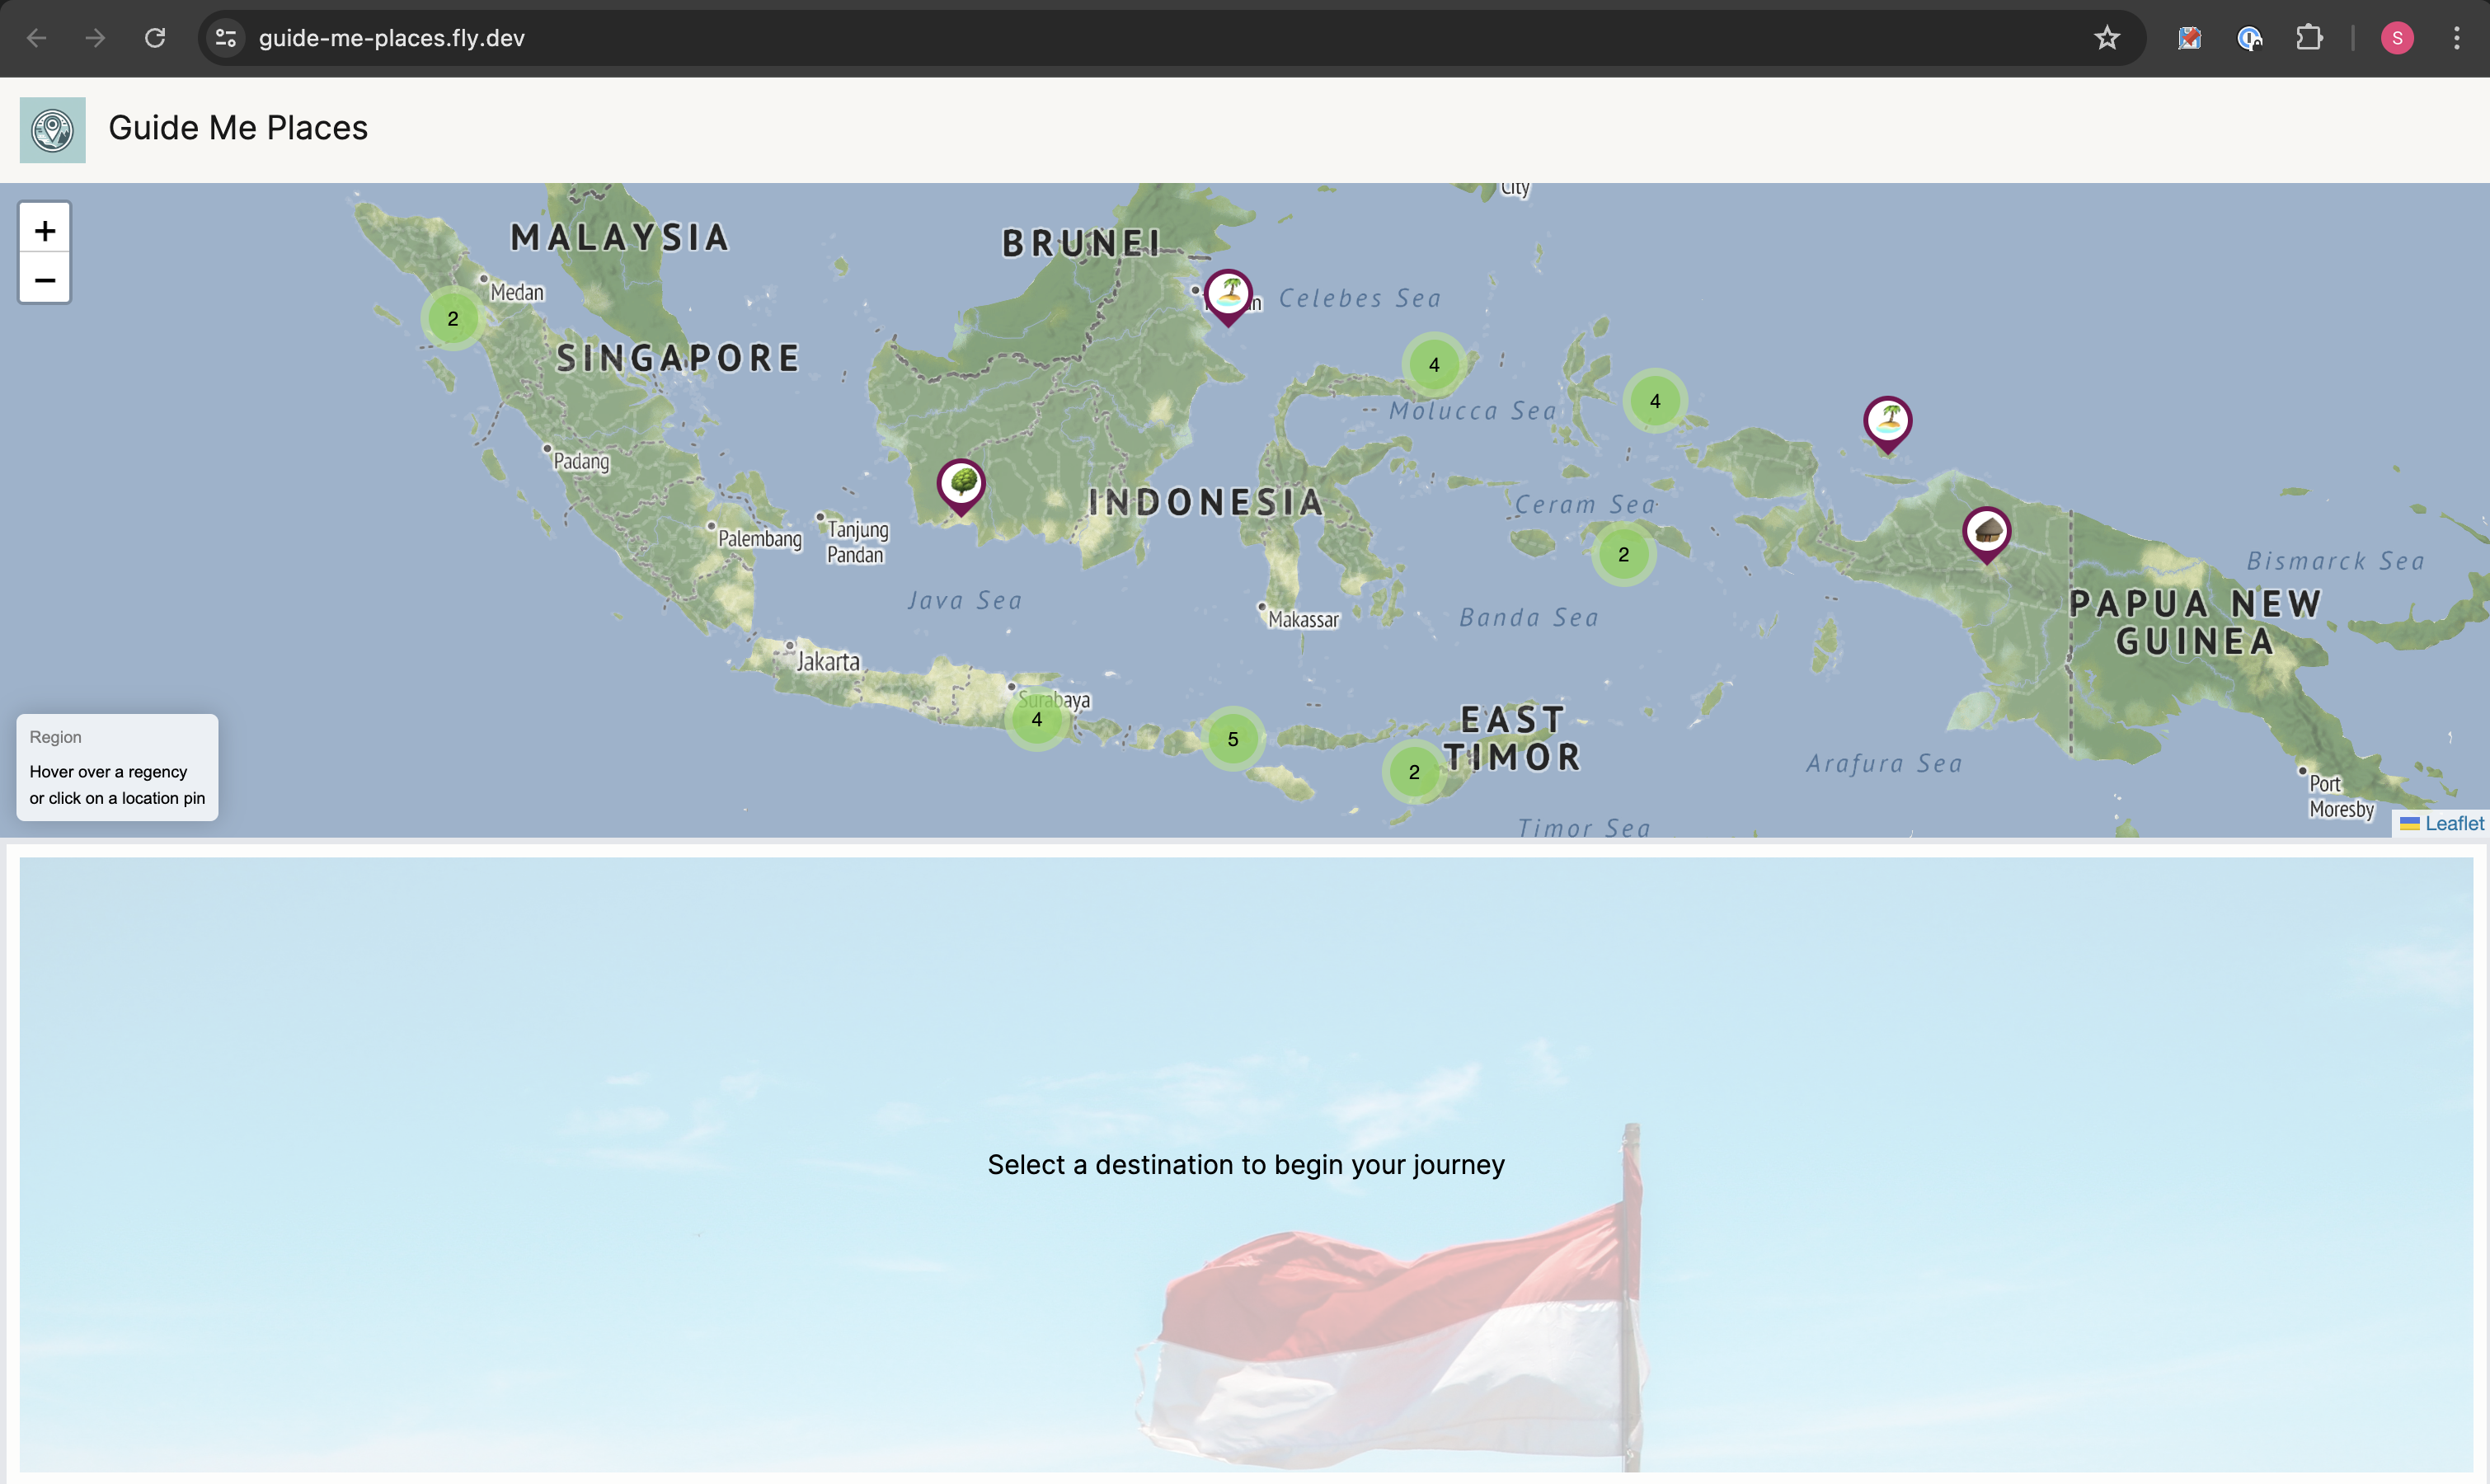 guide-me-places.fly.dev
S
Guide Me Places
City
+
−
MALAYSIA
BRUNEI
Medan
Celebes Sea
2
SINGAPORE
4
4
Molucca Sea
Padang
INDONESIA
Ceram Sea
Palembang
Tanjung
Pandan
2
Bismarck Sea
Java Sea
Makassar
Banda Sea
PAPUA NEW
GUINEA
Jakarta
Surabaya
4
5
EAST
TIMOR
2
Arafura Sea
Port
Moresby
Timor Sea
Region
Hover over a regency
or click on a location pin
Leaflet
Select a destination to begin your journey